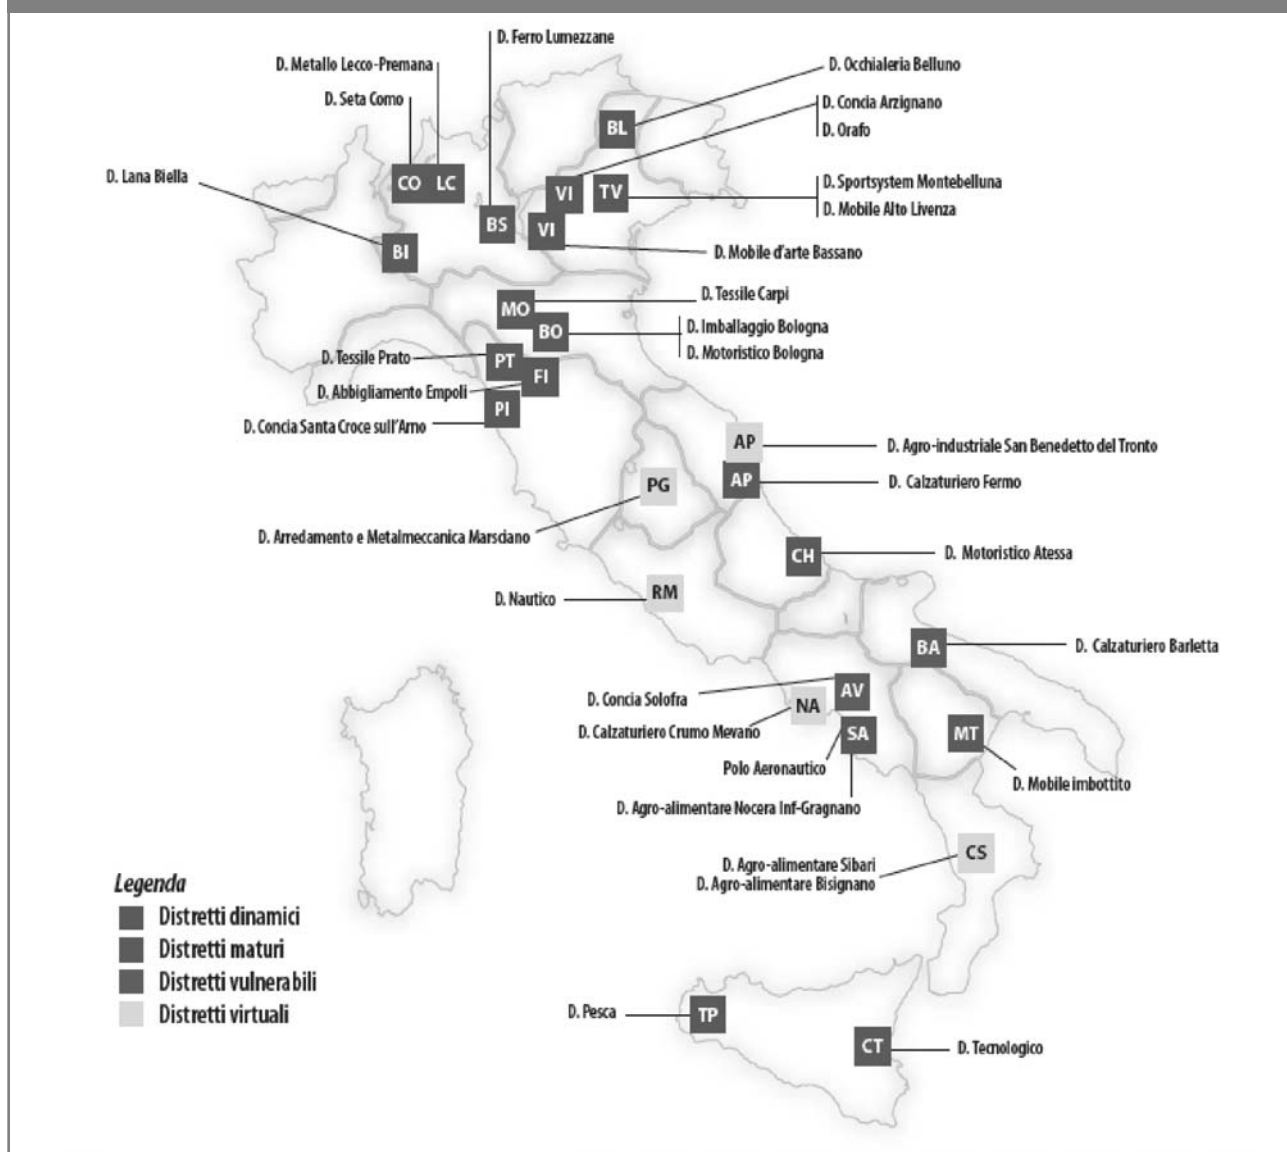 D. Ferro Lumezzane
D. Metallo Lecco-Premana
D. Occhialeria Belluno
D. Seta Como
D. Concia Arzignano
D. Orafo
BL
D. Lana Biella
CO
LC
VI
TV
D. Sportsystem Montebelluna
D. Mobile Alto Livenza
BS
VI
BI
D. Mobile d'arte Bassano
MO
D. Tessile Carpi
BO
D. Imballaggio Bologna
D. Motoristico Bologna
D. Tessile Prato
PT
FI
D. Abbigliamento Empoli
PI
D. Concia Santa Croce sull'Arno
AP
D. Agro-industriale San Benedetto del Tronto
AP
D. Calzaturiero Fermo
PG
D. Arredamento e Metalmeccanica Marsciano
CH
D. Motoristico Atessa
RM
D. Nautico
BA
D. Calzaturiero Barletta
D. Concia Solofra
AV
NA
D. Calzaturiero Crumo Mevano
SA
MT
Polo Aeronautico
D. Mobile imbottito
D. Agro-alimentare Nocera Inf-Gragnano
CS
D. Agro-alimentare Sibari
D. Agro-alimentare Bisignano
Legenda
Distretti dinamici
Distretti maturi
Distretti vulnerabili
Distretti virtuali
D. Pesca
TP
CT
D. Tecnologico